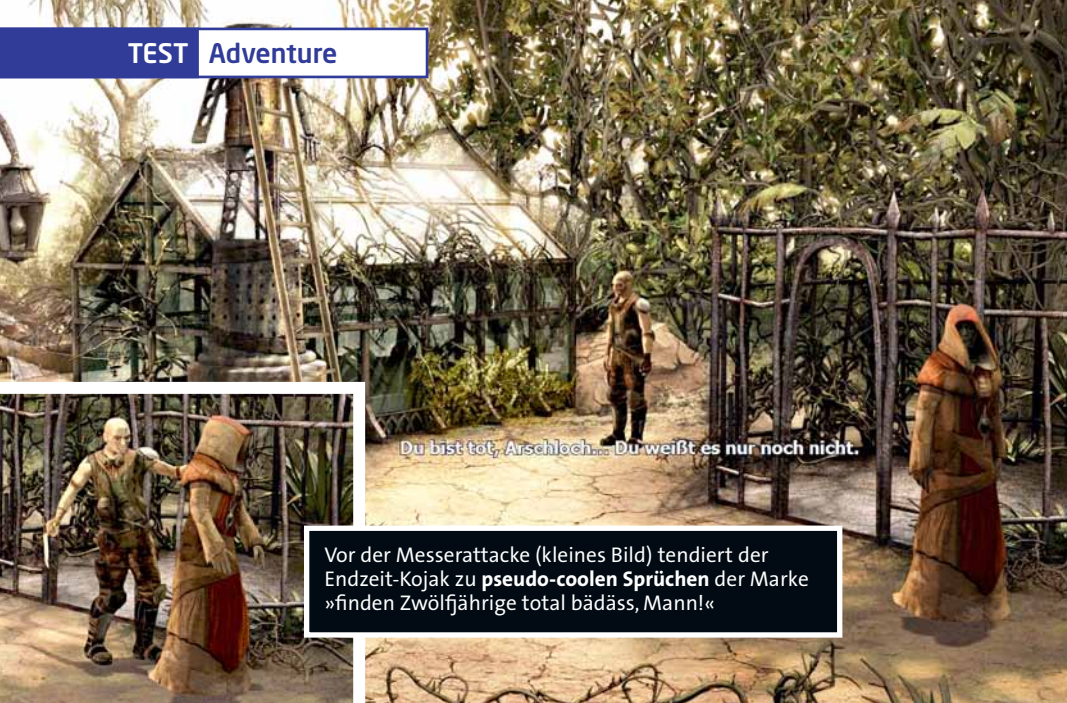 TEST Adventure
Du bist tot, Arschloch... Du weißt es nur noch nicht.
Vor der Messerattacke (kleines Bild) tendiert der
Endzeit-Kojak zu pseudo-coolen Sprüchen der Marke
»finden Zwölfjährige total bädäss, Mann!«